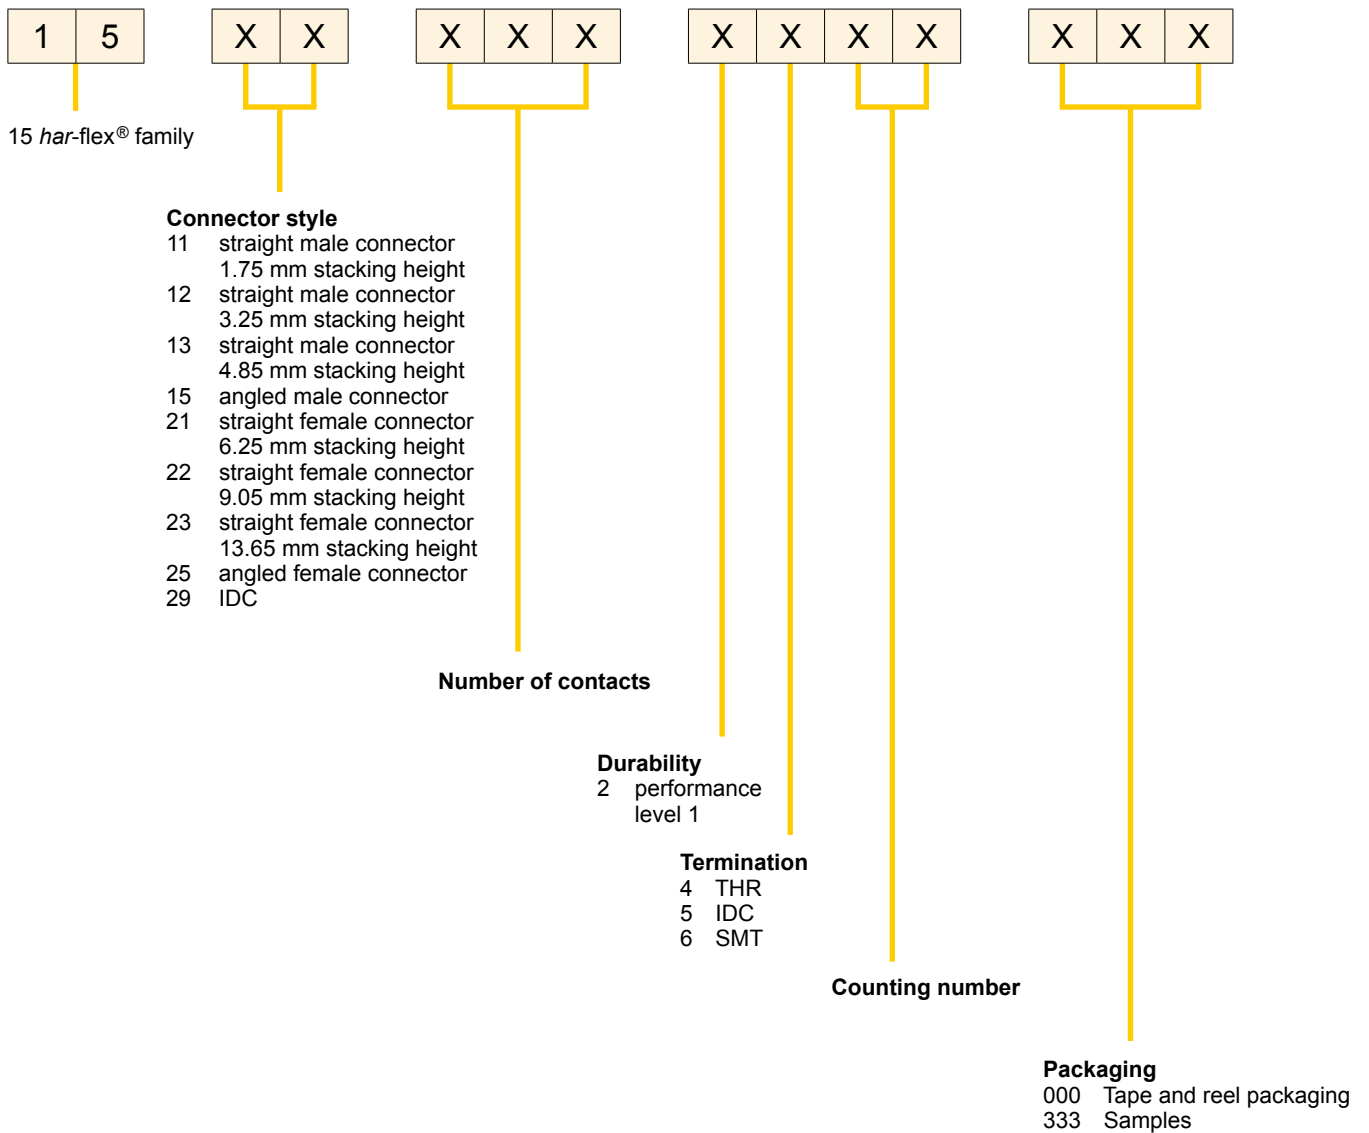 1 5 X X X X X X X X X X X X
15 har-flex® family
Connector style
11 straight male connector
1.75 mm stacking height
12 straight male connector
3.25 mm stacking height
13 straight male connector
4.85 mm stacking height
15 angled male connector
21 straight female connector
6.25 mm stacking height
22 straight female connector
9.05 mm stacking height
23 straight female connector
13.65 mm stacking height
25 angled female connector
29 IDC
Number of contacts
Durability
2 performance
level 1
Termination
4 THR
5 IDC
6 SMT
Counting number
Packaging
000 Tape and reel packaging
333 Samples